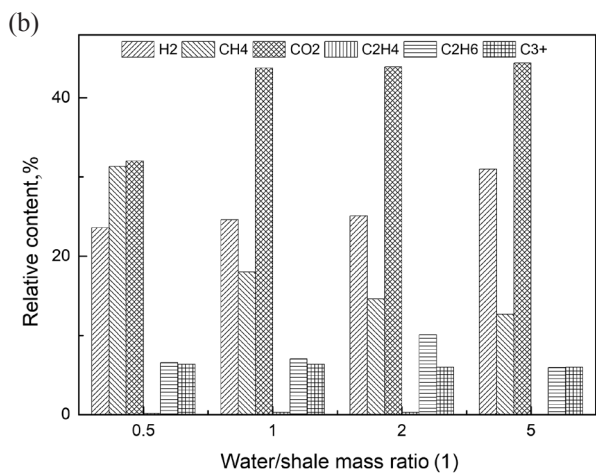 (b)
H2 CH4 CO2 C2H4 C2H6 C3+
40
20
0
Relative content,%
0.5 1 2 5
Water/shale mass ratio (1)